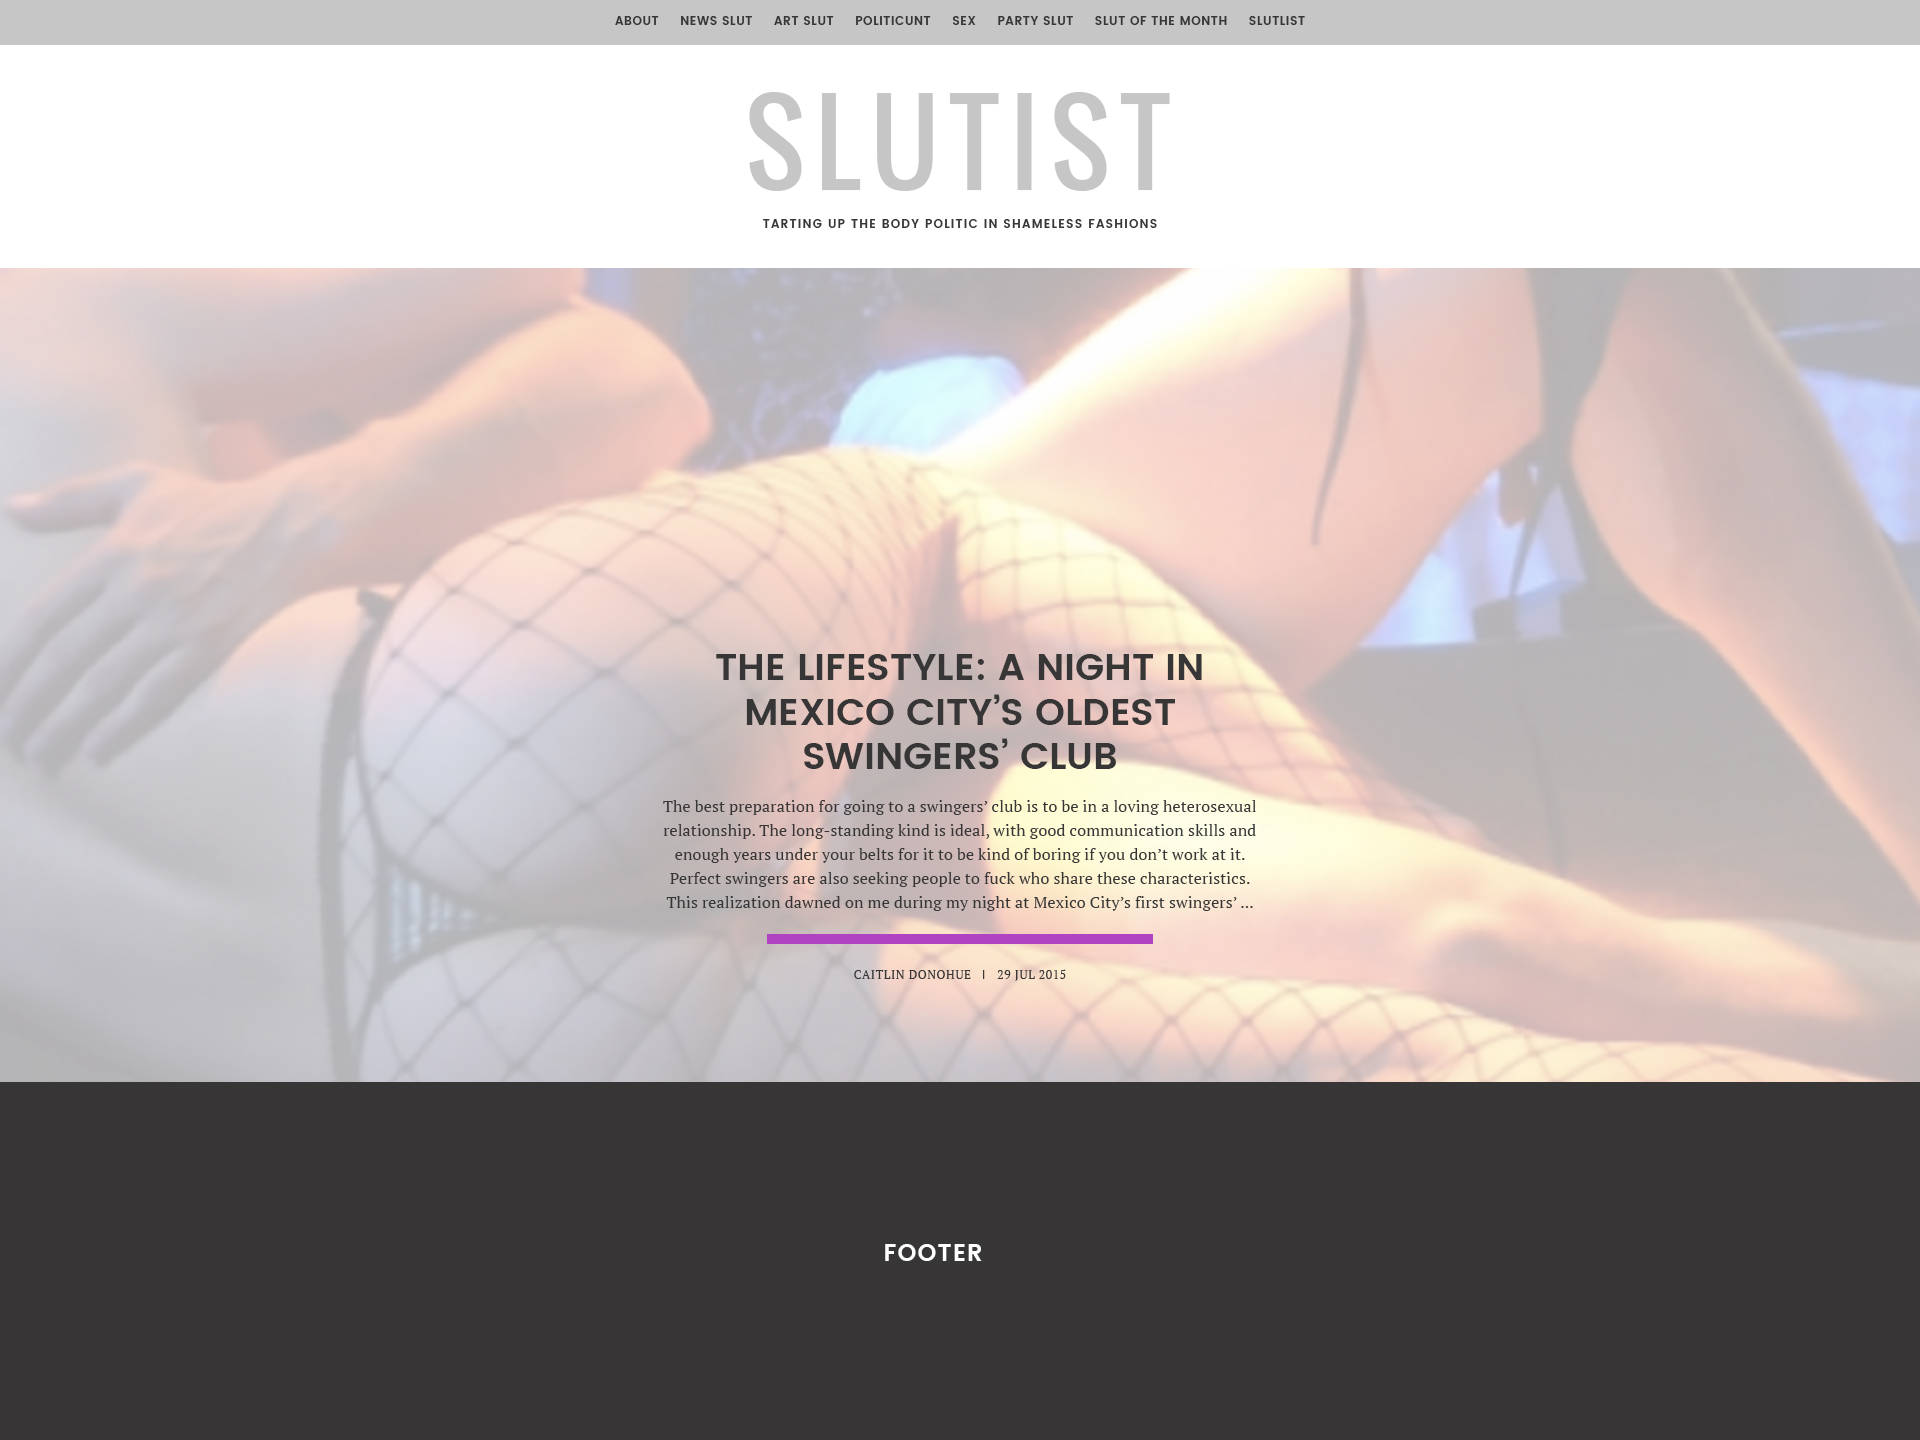 ABOUT NEWS SLUT ART SLUT POLITICUNT SEX PARTY SLUT SLUT OF THE MONTH SLUTLIST
SLUTIST
TARTING UP THE BODY POLITIC IN SHAMELESS FASHIONS
THE LIFESTYLE: A NIGHT IN
MEXICO CITY’S OLDEST
SWINGERS’ CLUB
The best preparation for going to a swingers’ club is to be in a loving heterosexual
relationship. The long-standing kind is ideal, with good communication skills and
enough years under your belts for it to be kind of boring if you don’t work at it.
Perfect swingers are also seeking people to fuck who share these characteristics.
This realization dawned on me during my night at Mexico City’s first swingers’ ...
CAITLIN DONOHUE | 29 JUL 2015
FOOTER